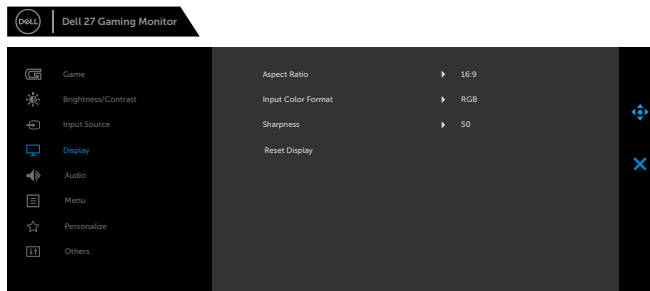 DELL
Dell 27 Gaming Monitor
Game
Aspect Ratio 16:9
Brightness/Contrast
Input Color Format RGB
Input Source
Sharpness 50
Display
Reset Display
Audio
Menu
Personalize
Others